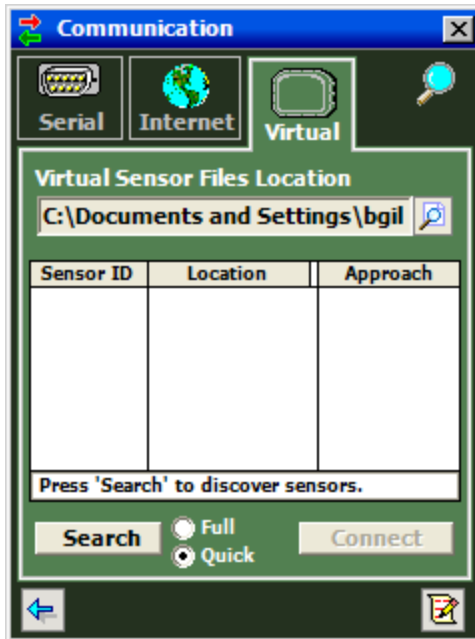 Communication
Serial Internet Virtual
Virtual Sensor Files Location
C:\Documents and Settings\bgil
Sensor ID Location Approach
Press 'Search' to discover sensors.
Search Full Connect
Quick